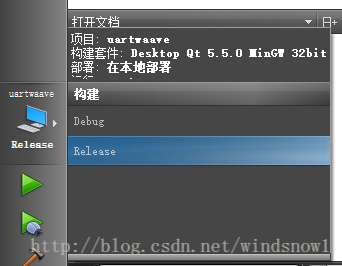 打开文档
项目: uartwaave
构建套件: Desktop Qt 5.5.0 MinGW 32bit
部署: 在本地部署
uartwaave
构建
Debug
Release
Release
http://blog.csdn.net/windsnow1